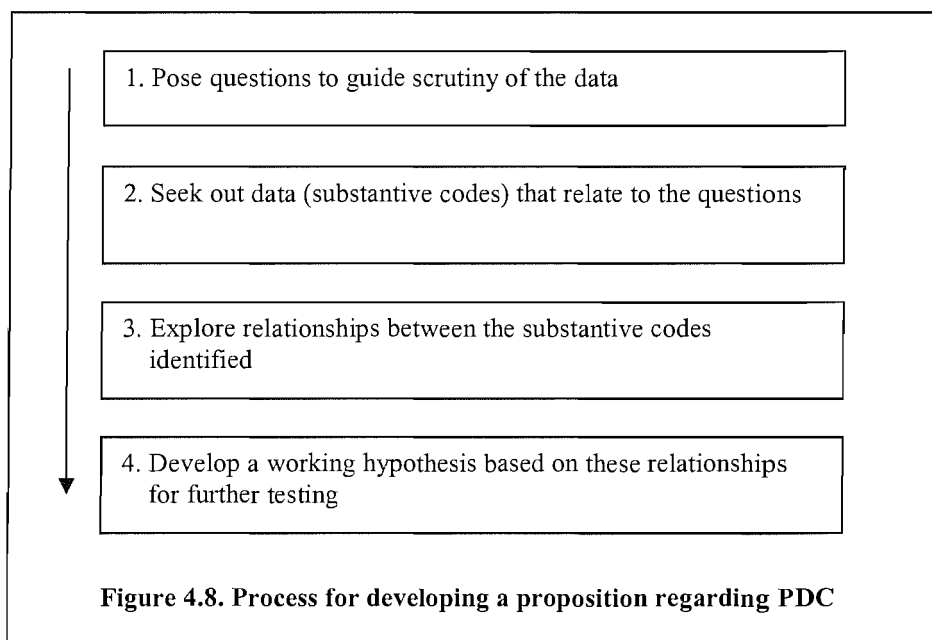 1. Pose questions to guide scrutiny of the data
2. Seek out data (substantive codes) that relate to the questions
3. Explore relationships between the substantive codes
identified
4. Develop a working hypothesis based on these relationships
for further testing
Figure 4.8. Process for developing a proposition regarding PDC